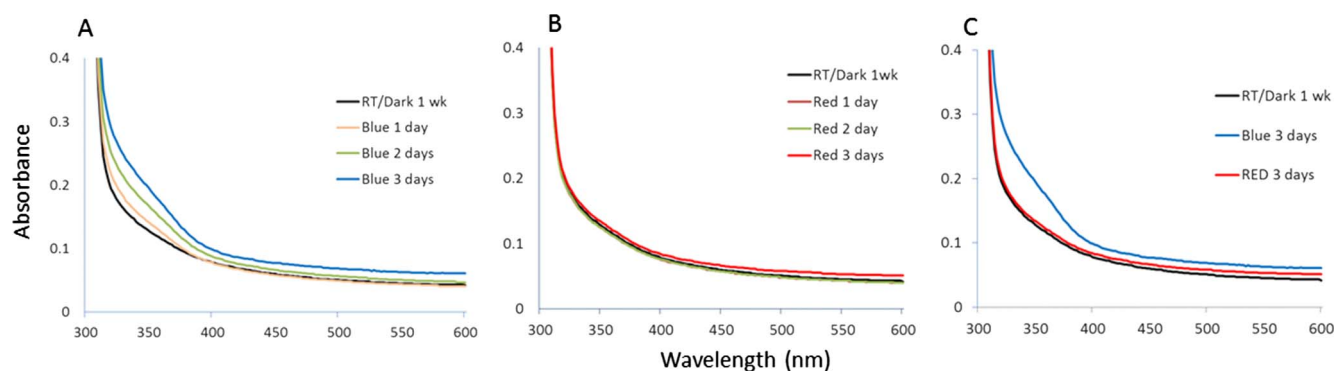 A
B
C
Absorbance
0.4
0.3
0.2
0.1
0
300
350
400
450
500
550
600
RT/Dark 1 wk
Blue 1 day
Blue 2 days
Blue 3 days
0.4
0.3
0.2
0.1
0
300
350
400
450
500
550
600
RT/Dark 1wk
Red 1 day
Red 2 day
Red 3 days
0.4
0.3
0.2
0.1
0
300
350
400
450
500
550
600
RT/Dark 1 wk
Blue 3 days
RED 3 days
Wavelength (nm)